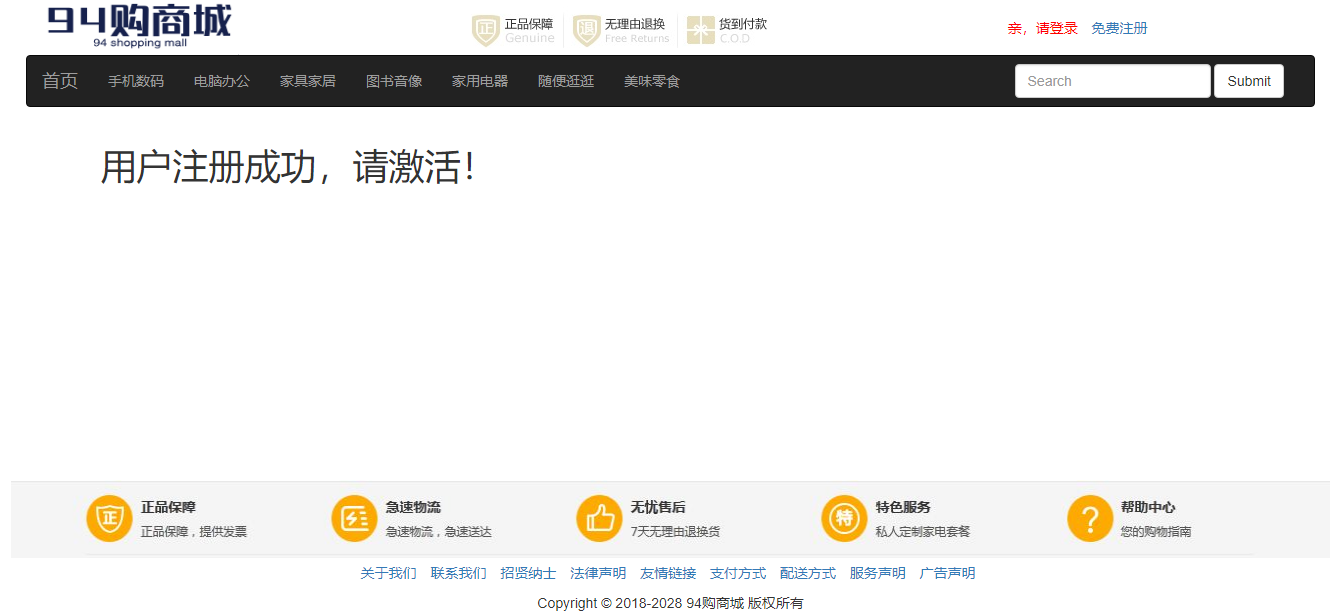 94购商城
94 shopping mall
正 正品保障 退 无理由退换 货到付款
Genuine Free Returns C.O.D
亲，请登录 免费注册
首页 手机数码 电脑办公 家具家居 图书音像 家用电器 随便逛逛 美味零食 Search Submit
用户注册成功，请激活！
正 正品保障 急速物流 无忧售后 特 特色服务 ? 帮助中心
正品保障，提供发票 急速物流，急速送达 7天无理由退换货 私人定制家电套餐 您的购物指南
关于我们 联系我们 招贤纳士 法律声明 友情链接 支付方式 配送方式 服务声明 广告声明
Copyright © 2018-2028 94购商城 版权所有